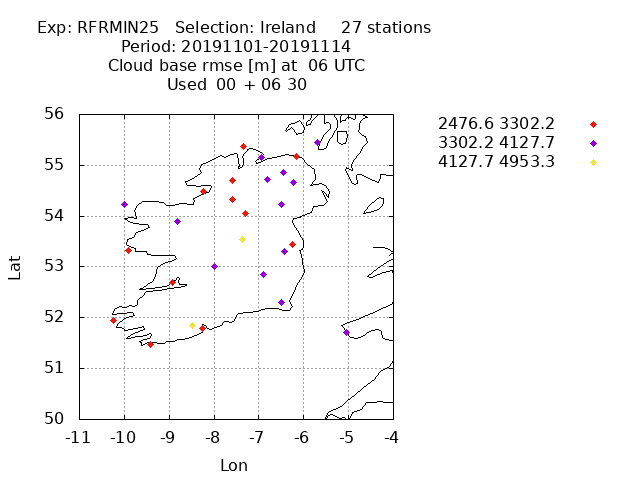 Exp: RFRMIN25 Selection: Ireland 27 stations
Period: 20191101-20191114
Cloud base rmse [m] at 06 UTC
Used 00 + 06 30
2476.6 3302.2
3302.2 4127.7
4127.7 4953.3
56
55
54
53
52
51
50
Lat
-11 -10 -9 -8 -7 -6 -5 -4
Lon